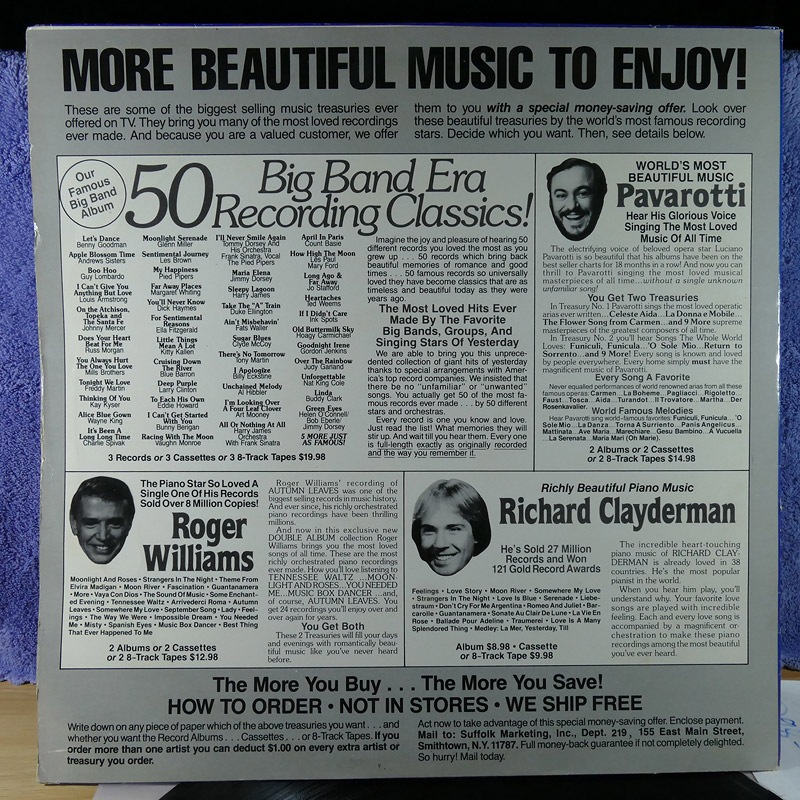 MORE BEAUTIFUL MUSIC TO ENJOY!
These are some of the biggest selling music treasuries ever
offered on TV. They bring you many of the most loved recordings
ever made. And because you are a valued customer, we offer
them to you with a special money-saving offer. Look over
these beautiful treasures by the world's most famous recording
stars. Decide which you want. Then, see details below.
Our
Famous
Big Band
Album
50 Big Band Era
Recording Classics!
Let's Dance
Benny Goodman
Apple Blossom Time
Andrews Sisters
Boo Hoo
Guy Lombardo
I Can't Give You
Anything But Love
Louis Armstrong
On the Atchison,
Topeka and
The Santa Fe
Johnny Mercer
Does Your Heart
Beat For Me
Russ Morgan
You Always Hurt
The One You Love
Mills Brothers
Tonight We Love
Freddy Martin
Thinking Of You
Kay Kyser
Alice Blue Gown
Wayne King
It's Been A
Long Long Time
Charlie Spivak
Moonlight Serenade
Glenn Miller
Sentimental Journey
Les Brown
My Happiness
Pied Pipers
Far Away Places
Margaret Whiting
You'll Never Know
Dick Haymes
For Sentimental
Reasons
Ella Fitzgerald
Little Things
Mean A Lot
Kitty Kallen
Cruising Down
The River
Blue Barron
Deep Purple
Larry Clinton
To Each His Own
Eddie Howard
I Can't Get Started
With You
Bunny Berigan
Racing With The Moon
Vaughn Monroe
I'll Never Smile Again
Tommy Dorsey And
His Orchestra
Frank Sinatra, Vocal
The Pied Pipers
Maria Elena
Jimmy Dorsey
Sleepy Lagoon
Harry James
Take The "A" Train
Duke Ellington
Ain't Misbehavin'
Fats Waller
Sugar Blues
Clyde McCoy
There's No Tomorrow
Tony Martin
I Apologize
Billy Eckstine
Unchained Melody
Al Hibbler
I'm Looking Over
A Four Leaf Clover
Art Mooney
All Or Nothing At All
Harry James
Orchestra
With Frank Sinatra
April In Paris
Count Basie
How High The Moon
Les Paul
Mary Ford
Long Ago &
Far Away
Jo Stafford
Heartaches
Ted Weems
If I Didn't Care
Ink Spots
Old Buttermilk Sky
Hoagy Carmichael
Goodnight Irene
Gordon Jenkins
Over The Rainbow
Judy Garland
Unforgettable
Nat King Cole
Linda
Buddy Clark
Green Eyes
Helen O'Connell/
Bob Eberle/
Jimmy Dorsey
5 MORE JUST
AS FAMOUS!
3 Records or 3 Cassettes or 3 8-Track Tapes $19.98
Imagine the joy and pleasure of hearing 50
different records you loved the most as you
grew up . . . 50 records which bring back
beautiful memories of romance and good
times . . . 50 famous records so universally
loved they have become classics that are as
timeless and beautiful today as they were
years ago.
The Most Loved Hits Ever
Made By The Favorite
Big Bands, Groups, And
Singing Stars Of Yesterday
We are able to bring you this unprece-
dented collection of giant hits of yesterday
thanks to special arrangements with Amer-
ica's top record companies. We insisted that
there be no "unfamiliar" or "unwanted"
songs. You actually get 50 of the most fa-
mous records ever made . . . by 50 different
stars and orchestras.
Every record is one you know and love.
Just read the list! What memories they will
stir up. And wait till you hear them. Every one
is full-length exactly as originally recorded
and the way you remember it.
WORLD'S MOST
BEAUTIFUL MUSIC
Pavarotti
Hear His Glorious Voice
Singing The Most Loved
Music Of All Time
The electrifying voice of beloved opera star Luciano
Pavarotti is so beautiful that his albums have been on the
best seller charts for 18 months in a row! And now you can
thrill to Pavarotti singing the most loved musical
masterpieces of all time...without a single unknown
unfamiliar song!
You Get Two Treasuries
In Treasury No. 1 Pavarotti sings the most loved operatic
arias ever written...Celeste Aida...La Donna e Mobile...
The Flower Song from Carmen...and 9 More supreme
masterpieces of the greatest composers of all time.
In Treasury No. 2 you'll hear Songs The Whole World
Loves: Funiculi, Funicula...'O Sole Mio...Return to
Sorrento...and 9 More! Every song is known and loved
by people everywhere. How many times you simply must have the
magnificent music of Pavarotti.
Every Song A Favorite
Never equalled performances of world renowned arias from all these
famous operas: Carmen...La Boheme...Pagliacci...Rigoletto...
Faust...Tosca...Aida...Turandot...Il Trovatore...Martha...Der
Rosenkavalier.
World Famous Melodies
Hear Pavarotti sing world-famous favorites: Funiculi, Funicula...'O
Sole Mio...La Danza...Torna A Surriento...Panis Angelicus...
Mattinata...Ave Maria...Marechiare...Gesu Bambino...A Vucuella
...La Serenata...Maria Mari (Oh Marie).
2 Albums or 2 Cassettes
or 2 8-Track Tapes $14.98
The Piano Star So Loved A
Single One Of His Records
Sold Over 8 Million Copies!
Roger
Williams
Moonlight And Roses • Strangers In The Night • Theme From
Elvira Madigan • Moon River • Fascination • Guantanamera
• More • Vaya Con Dios • The Sound Of Music • Some Enchant-
ed Evening • Tennessee Waltz • Arrivederci Roma • Autumn
Leaves • Somewhere My Love • September Song • Lady • Feel-
ings • The Way We Were • Impossible Dream • You Needed
Me • Misty • Spanish Eyes • Music Box Dancer • Best Thing
That Ever Happened To Me
2 Albums or 2 Cassettes
or 2 8-Track Tapes $12.98
Roger Williams' recording of
AUTUMN LEAVES was one of the
biggest selling records in music history.
And ever since, his richly orchestrated
piano recordings have been thrilling
millions.
And now in this exclusive new
DOUBLE ALBUM collection Roger
Williams brings you the most loved
songs of all time. These are the most
richly orchestrated piano recordings
ever made. How you'll love listening to
TENNESSEE WALTZ ...MOON-
LIGHT AND ROSES...YOU NEEDED
ME...MUSIC BOX DANCER ...and,
of course, AUTUMN LEAVES. You
get 24 recordings you'll enjoy over and
over again for years.
You Get Both
These 2 Treasuries will fill your days
and evenings with romantically beau-
tiful music like you've never heard
before.
Richly Beautiful Piano Music
Richard Clayderman
He's Sold 27 Million
Records and Won
121 Gold Record Awards
Feelings • Love Story • Moon River • Somewhere My Love
• Strangers In The Night • Love Is Blue • Serenade • Liebe-
straum • Don't Cry For Me Argentina • Romeo And Juliet • Bar-
carolle • Guantanamera • Sonate Au Clair De Lune • La Vie En
Rose • Ballade Pour Adeline • Traumerei • Love Is A Many
Splendored Thing • Medley: La Mer, Yesterday, Till
Album $8.98 • Cassette
or 8-Track Tape $9.98
The incredible heart-touching
piano music of RICHARD CLAY-
DERMAN is already loved in 38
countries. He's the most popular
pianist in the world.
When you hear him play, you'll
understand why. Your favorite love
songs are played with incredible
feeling. Each and every love song is
accompanied by a magnificent or-
chestration to make these piano
recordings among the most beautiful
you've ever heard.
The More You Buy . . . The More You Save!
HOW TO ORDER • NOT IN STORES • WE SHIP FREE
Write down on any piece of paper which of the above treasuries you want . . . and
whether you want the Record Albums . . . Cassettes . . . or 8-Track Tapes. If you
order more than one artist you can deduct $1.00 on every extra artist or
treasury you order.
Act now to take advantage of this special money-saving offer. Enclose payment.
Mail to: Suffolk Marketing, Inc., Dept. 219, 155 East Main Street,
Smithtown, N.Y. 11787. Full money-back guarantee if not completely delighted.
So hurry! Mail today.